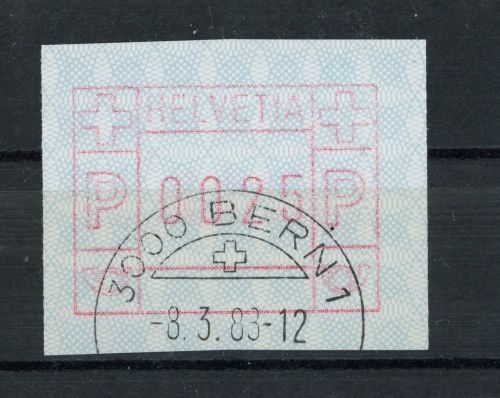 HELVETIA
P 0025 P
3000 BERN 1
-8.3.83-12